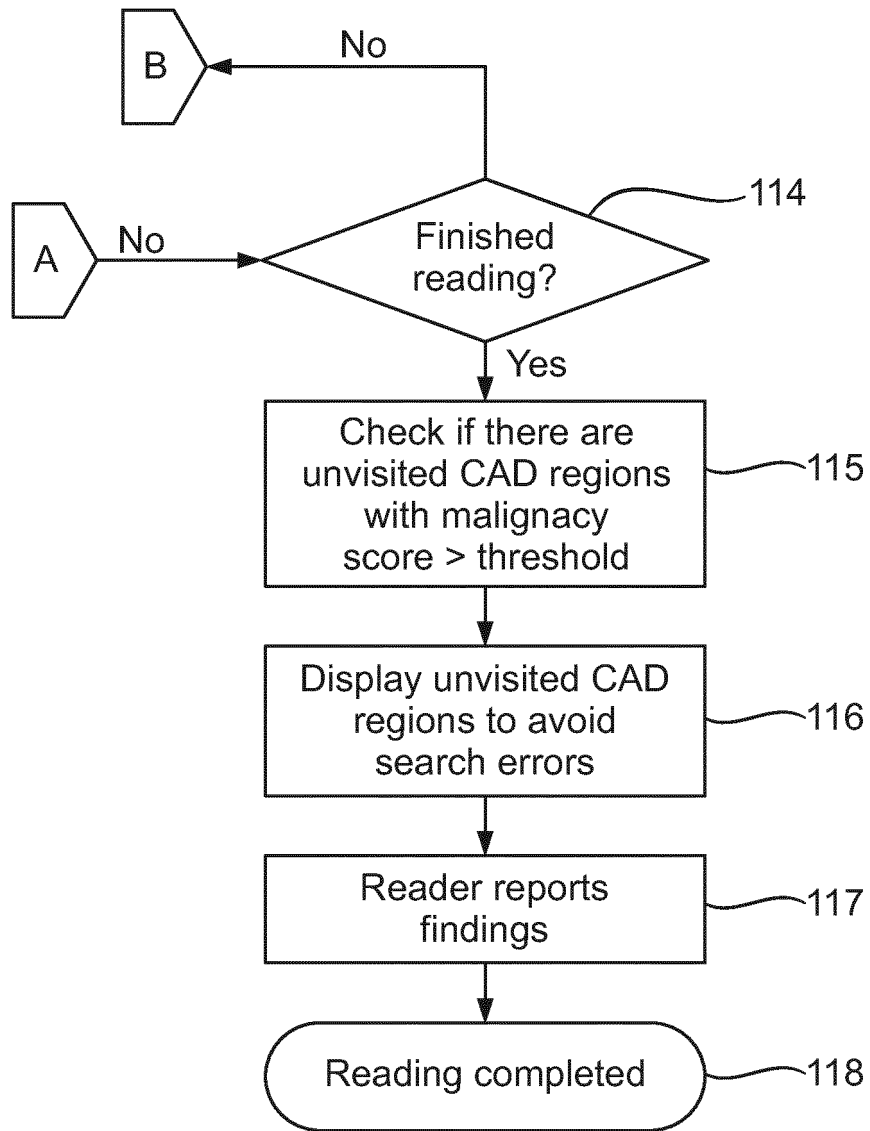 B
No
114
A
No
Finished
reading?
Yes
Check if there are
unvisited CAD regions
with malignacy
score > threshold
115
Display unvisited CAD
regions to avoid
search errors
116
Reader reports
findings
117
Reading completed
118